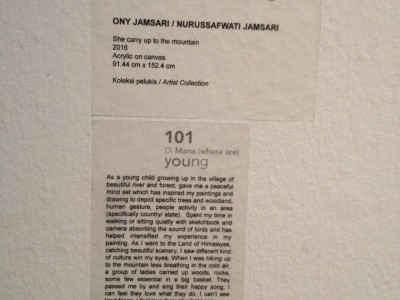 ONY JAMSARI / NURUSSAFWATI JAMSARI
She carry up to the mountain
2016
Acrylic on canvas
91.44 cm x 152.4 cm
Koleksi pelukis / Artist Collection
101
Di Mana (where are)
young
As a young child growing up in the village of
beautiful river and forest, gave me a peaceful
mind set which has inspired my paintings and
drawing to depict specific trees and woodland,
human gesture, people activity in an area
(specifically country/ state). Spent my time in
walking or sitting quietly with sketchbook and
camera absorbing the sound of birds and has
helped intensified my experience in my
painting. As I went to the Land of Himalayas,
catching beautiful scenery. I saw different kind
of culture win my eyes. When I was hiking up
to the mountain less breathing in the cold air,
a group of ladies carried up woods, rocks,
some few essential in a big basket. They
passed me by and sing their happy song. I
can feel they love what they do. I can't see